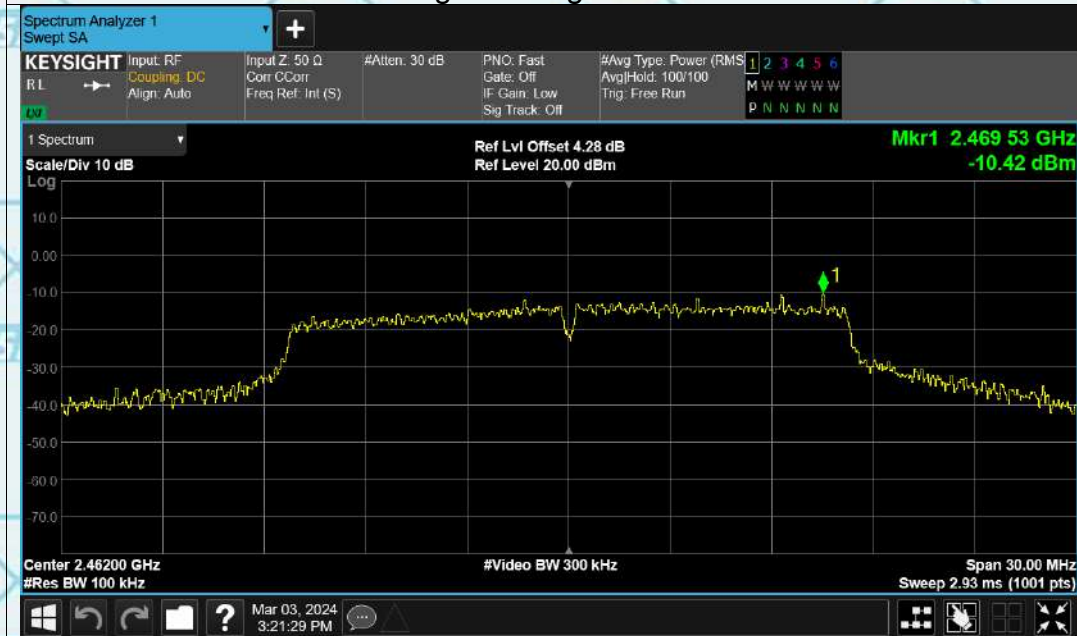 Spectrum Analyzer 1
Swept SA
+
KEYSIGHT
RL
LXI
Input: RF
Coupling: DC
Align: Auto
Input Z: 50 Ω
Corr CCorr
Freq Ref: Int (S)
#Atten: 30 dB
PNO: Fast
Gate: Off
IF Gain: Low
Sig Track: Off
#Avg Type: Power (RMS
Avg|Hold: 100/100
Trig: Free Run
1 2 3 4 5 6
M W W W W W
P N N N N N
1 Spectrum
Scale/Div 10 dB
Log
Ref Lvl Offset 4.28 dB
Ref Level 20.00 dBm
Mkr1 2.469 53 GHz
-10.42 dBm
10.0
0.00
-10.0
-20.0
-30.0
-40.0
-50.0
-60.0
-70.0
1
Center 2.46200 GHz
#Res BW 100 kHz
#Video BW 300 kHz
Span 30.00 MHz
Sweep 2.93 ms (1001 pts)
?
Mar 03, 2024
3:21:29 PM